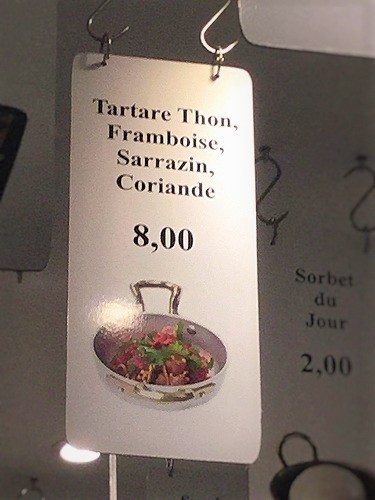 Tartare Thon,
Framboise,
Sarrazin,
Coriande
8,00
Sorbet
du
Jour
2,00